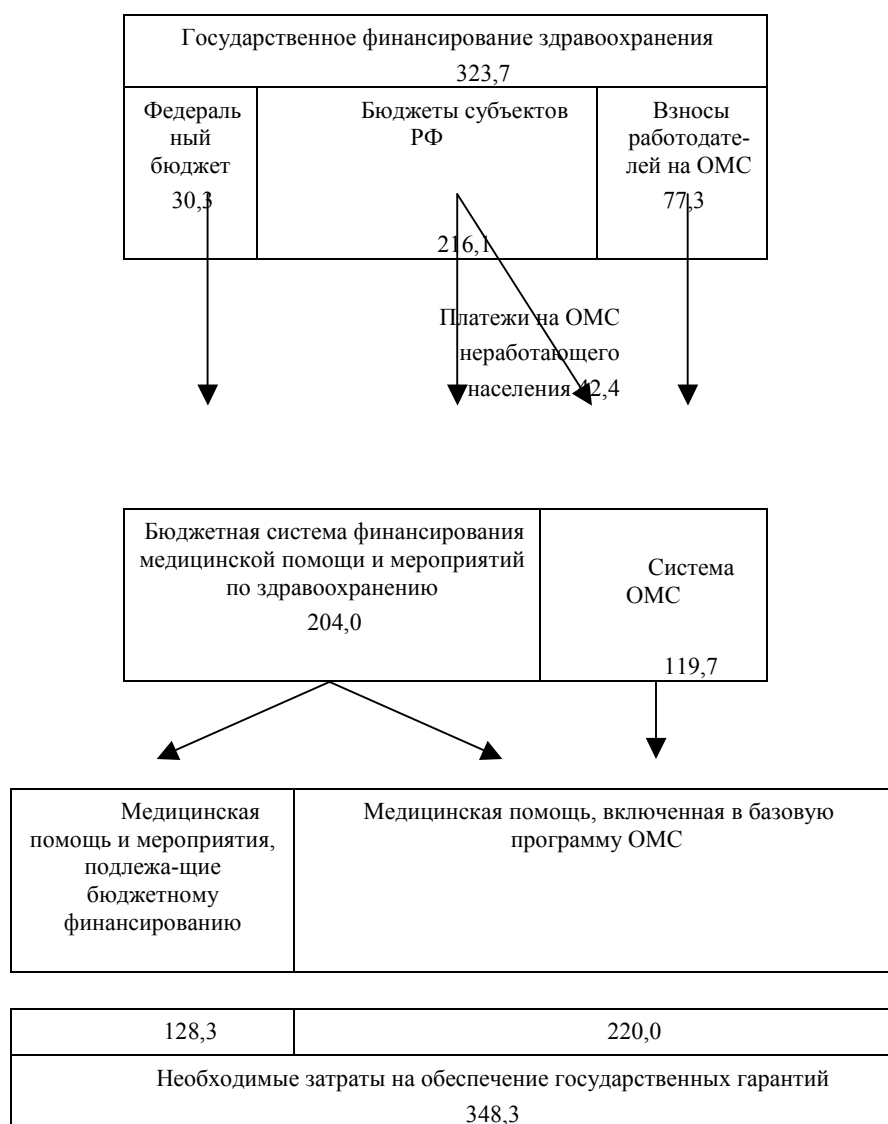 Государственное финансирование здравоохранения
323,7
Федераль
ный
бюджет
30,3
Бюджеты субъектов
РФ
216,1
Взносы
работодате-
лей на ОМС
77,3
Платежи на ОМС
неработающего
населения 42,4
Бюджетная система финансирования
медицинской помощи и мероприятий
по здравоохранению
204,0
Система
ОМС
119,7
Медицинская
помощь и мероприятия,
подлежа-щие
бюджетному
финансированию
Медицинская помощь, включенная в базовую
программу ОМС
128,3
220,0
Необходимые затраты на обеспечение государственных гарантий
348,3